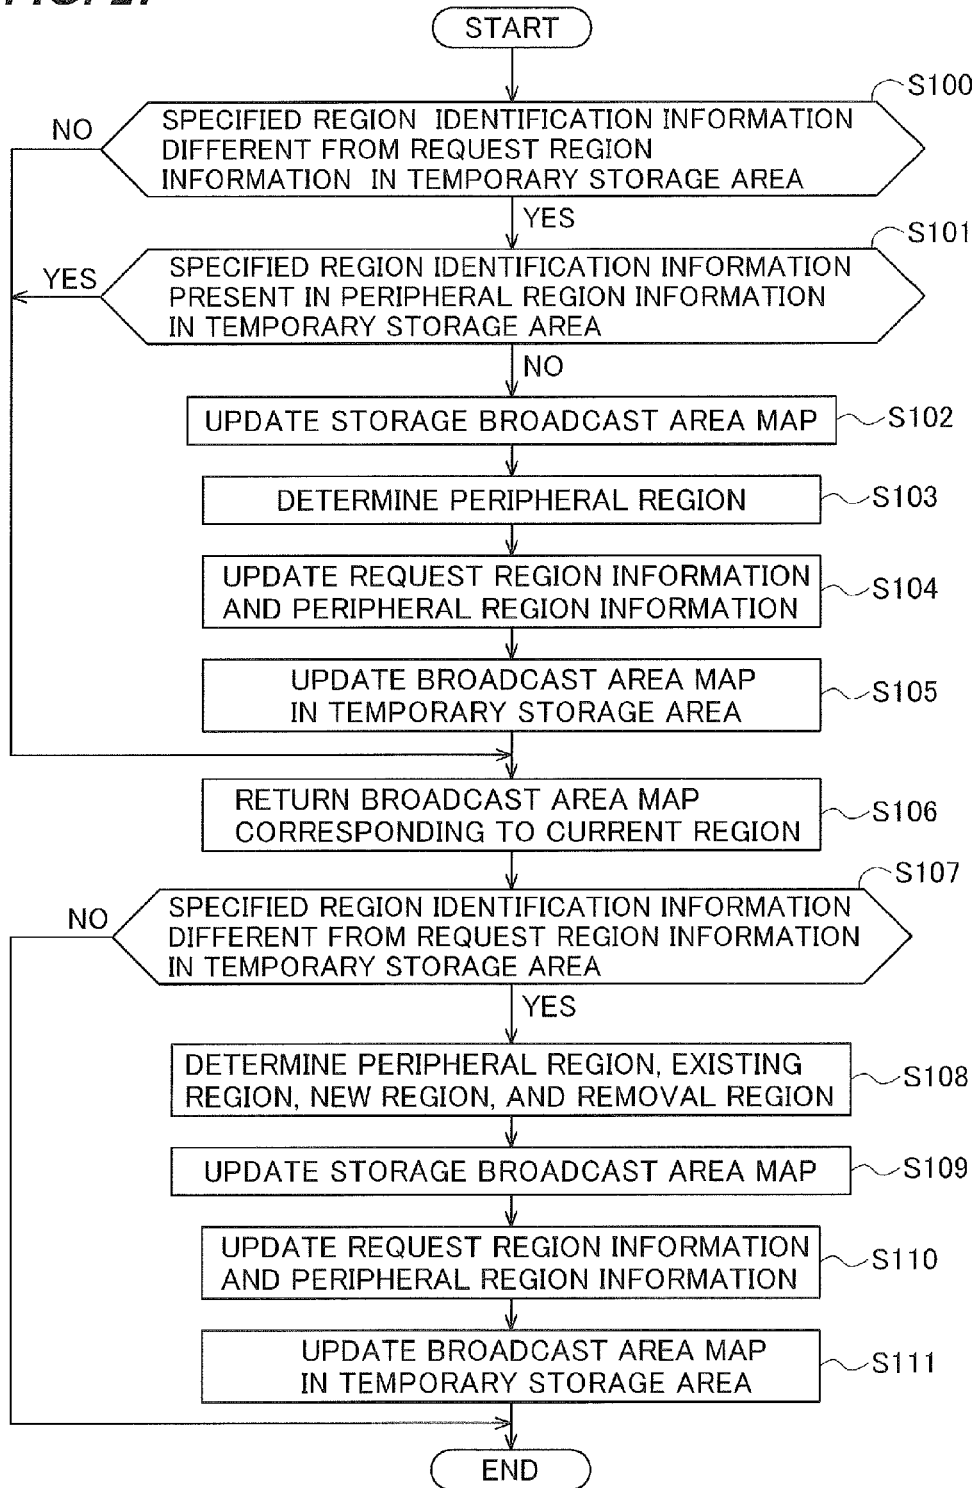 START
S100
NO
SPECIFIED REGION IDENTIFICATION INFORMATION
DIFFERENT FROM REQUEST REGION
INFORMATION IN TEMPORARY STORAGE AREA
YES
S101
YES
SPECIFIED REGION IDENTIFICATION INFORMATION
PRESENT IN PERIPHERAL REGION INFORMATION
IN TEMPORARY STORAGE AREA
NO
UPDATE STORAGE BROADCAST AREA MAP
S102
DETERMINE PERIPHERAL REGION
S103
UPDATE REQUEST REGION INFORMATION
AND PERIPHERAL REGION INFORMATION
S104
UPDATE BROADCAST AREA MAP
IN TEMPORARY STORAGE AREA
S105
RETURN BROADCAST AREA MAP
CORRESPONDING TO CURRENT REGION
S106
S107
NO
SPECIFIED REGION IDENTIFICATION INFORMATION
DIFFERENT FROM REQUEST REGION INFORMATION
IN TEMPORARY STORAGE AREA
YES
DETERMINE PERIPHERAL REGION, EXISTING
REGION, NEW REGION, AND REMOVAL REGION
S108
UPDATE STORAGE BROADCAST AREA MAP
S109
UPDATE REQUEST REGION INFORMATION
AND PERIPHERAL REGION INFORMATION
S110
UPDATE BROADCAST AREA MAP
IN TEMPORARY STORAGE AREA
S111
END